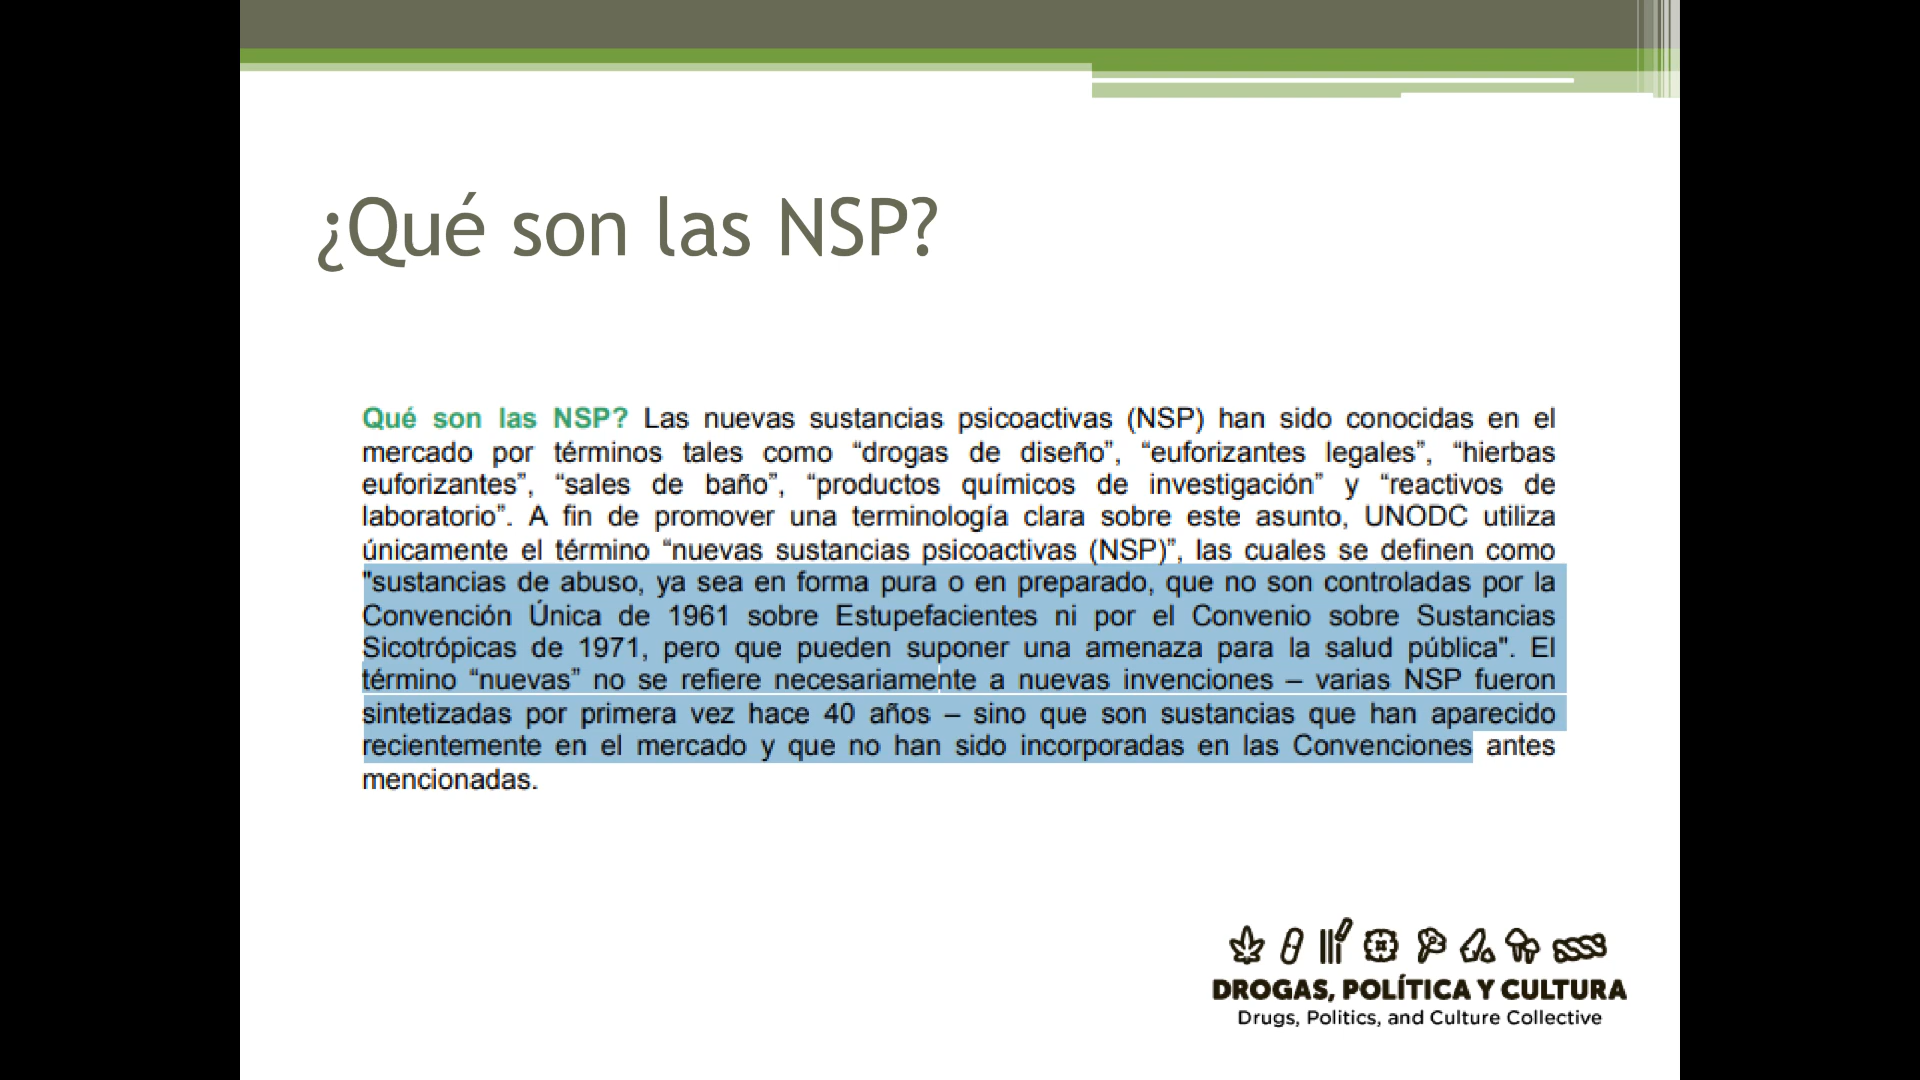 ¿Qué son las NSP?
Qué son las NSP? Las nuevas sustancias psicoactivas (NSP) han sido conocidas en el
mercado por términos tales como “drogas de diseño”, “euforizantes legales”, “hierbas
euforizantes”, “sales de baño”, “productos químicos de investigación” y “reactivos de
laboratorio”. A fin de promover una terminología clara sobre este asunto, UNODC utiliza
únicamente el término “nuevas sustancias psicoactivas (NSP)”, las cuales se definen como
"sustancias de abuso, ya sea en forma pura o en preparado, que no son controladas por la
Convención Única de 1961 sobre Estupefacientes ni por el Convenio sobre Sustancias
Sicotrópicas de 1971, pero que pueden suponer una amenaza para la salud pública". El
término “nuevas” no se refiere necesariamente a nuevas invenciones – varias NSP fueron
sintetizadas por primera vez hace 40 años – sino que son sustancias que han aparecido
recientemente en el mercado y que no han sido incorporadas en las Convenciones antes
mencionadas.
DROGAS, POLÍTICA Y CULTURA
Drugs, Politics, and Culture Collective